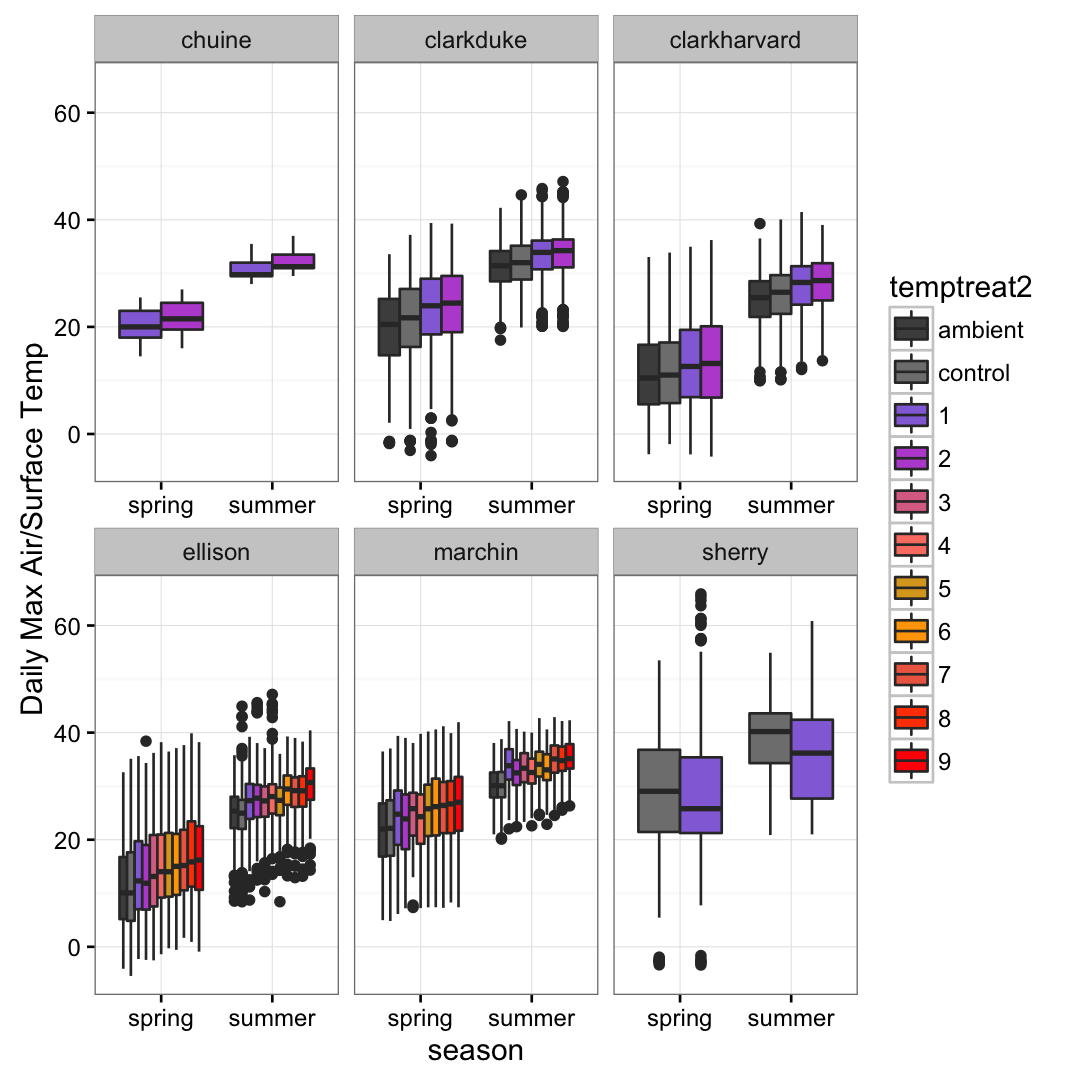 chuine clarkduke clarkharvard
60
40
20
0
spring summer spring summer spring summer
Daily Max Air/Surface Temp
ellison marchin sherry
60
40
20
0
spring summer spring summer spring summer
season
temptreat2
ambient
control
1
2
3
4
5
6
7
8
9